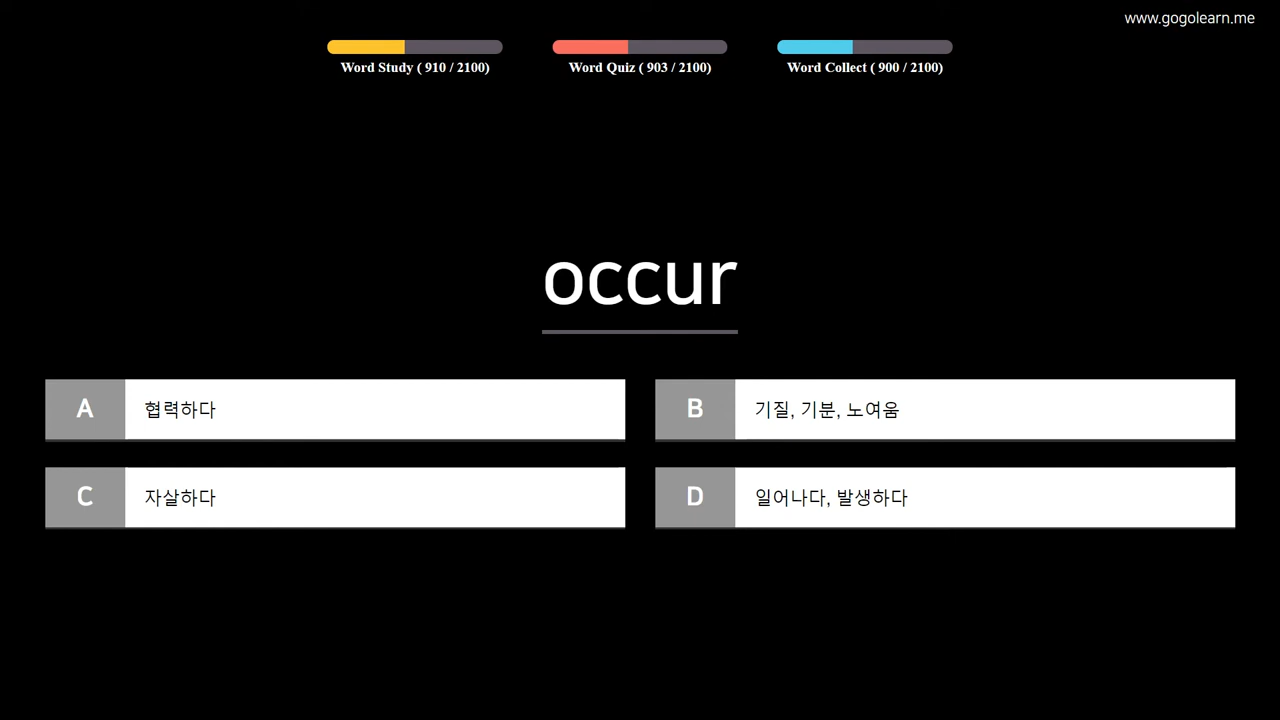 www.gogolearn.me
Word Study ( 910 / 2100)
Word Quiz ( 903 / 2100)
Word Collect ( 900 / 2100)
occur
A 협력하다
B 기질, 기분, 노여움
C 자살하다
D 일어나다, 발생하다